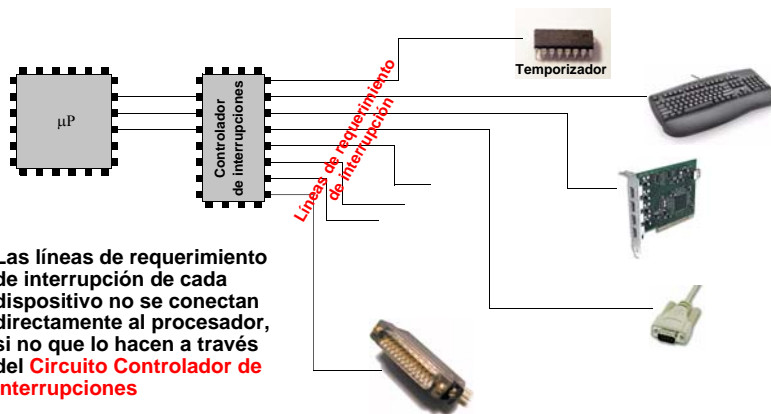 Temporizador
μP
Controlador
de interrupciones
Líneas de requerimiento
de interrupción
Las líneas de requerimiento
de interrupción de cada
dispositivo no se conectan
directamente al procesador,
si no que lo hacen a través
del Circuito Controlador de
Interrupciones